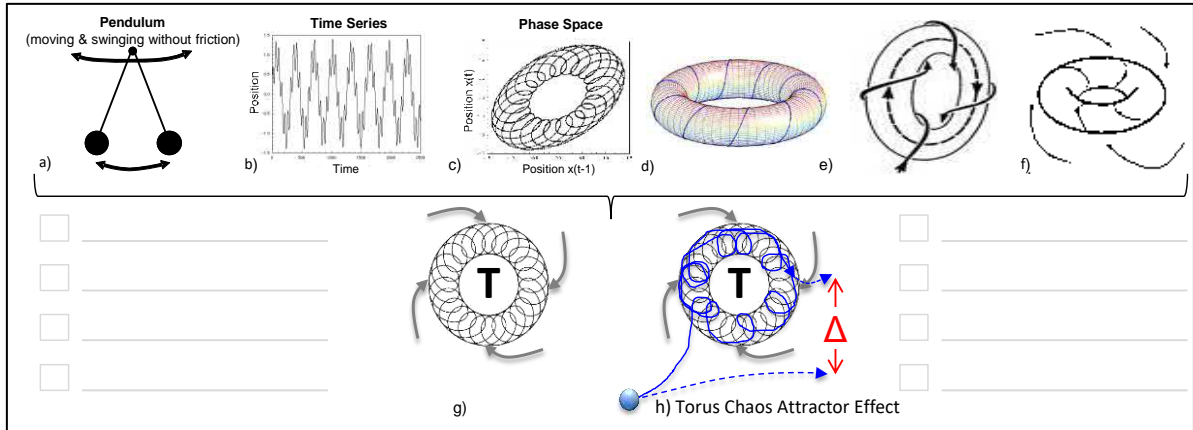 Pendulum
(moving & swinging without friction)
a)
Time Series
Position
Time
b)
Phase Space
Position x(t)
Position x(t-1)
c)
d)
e)
f)
T
g)
T
Δ
h) Torus Chaos Attractor Effect